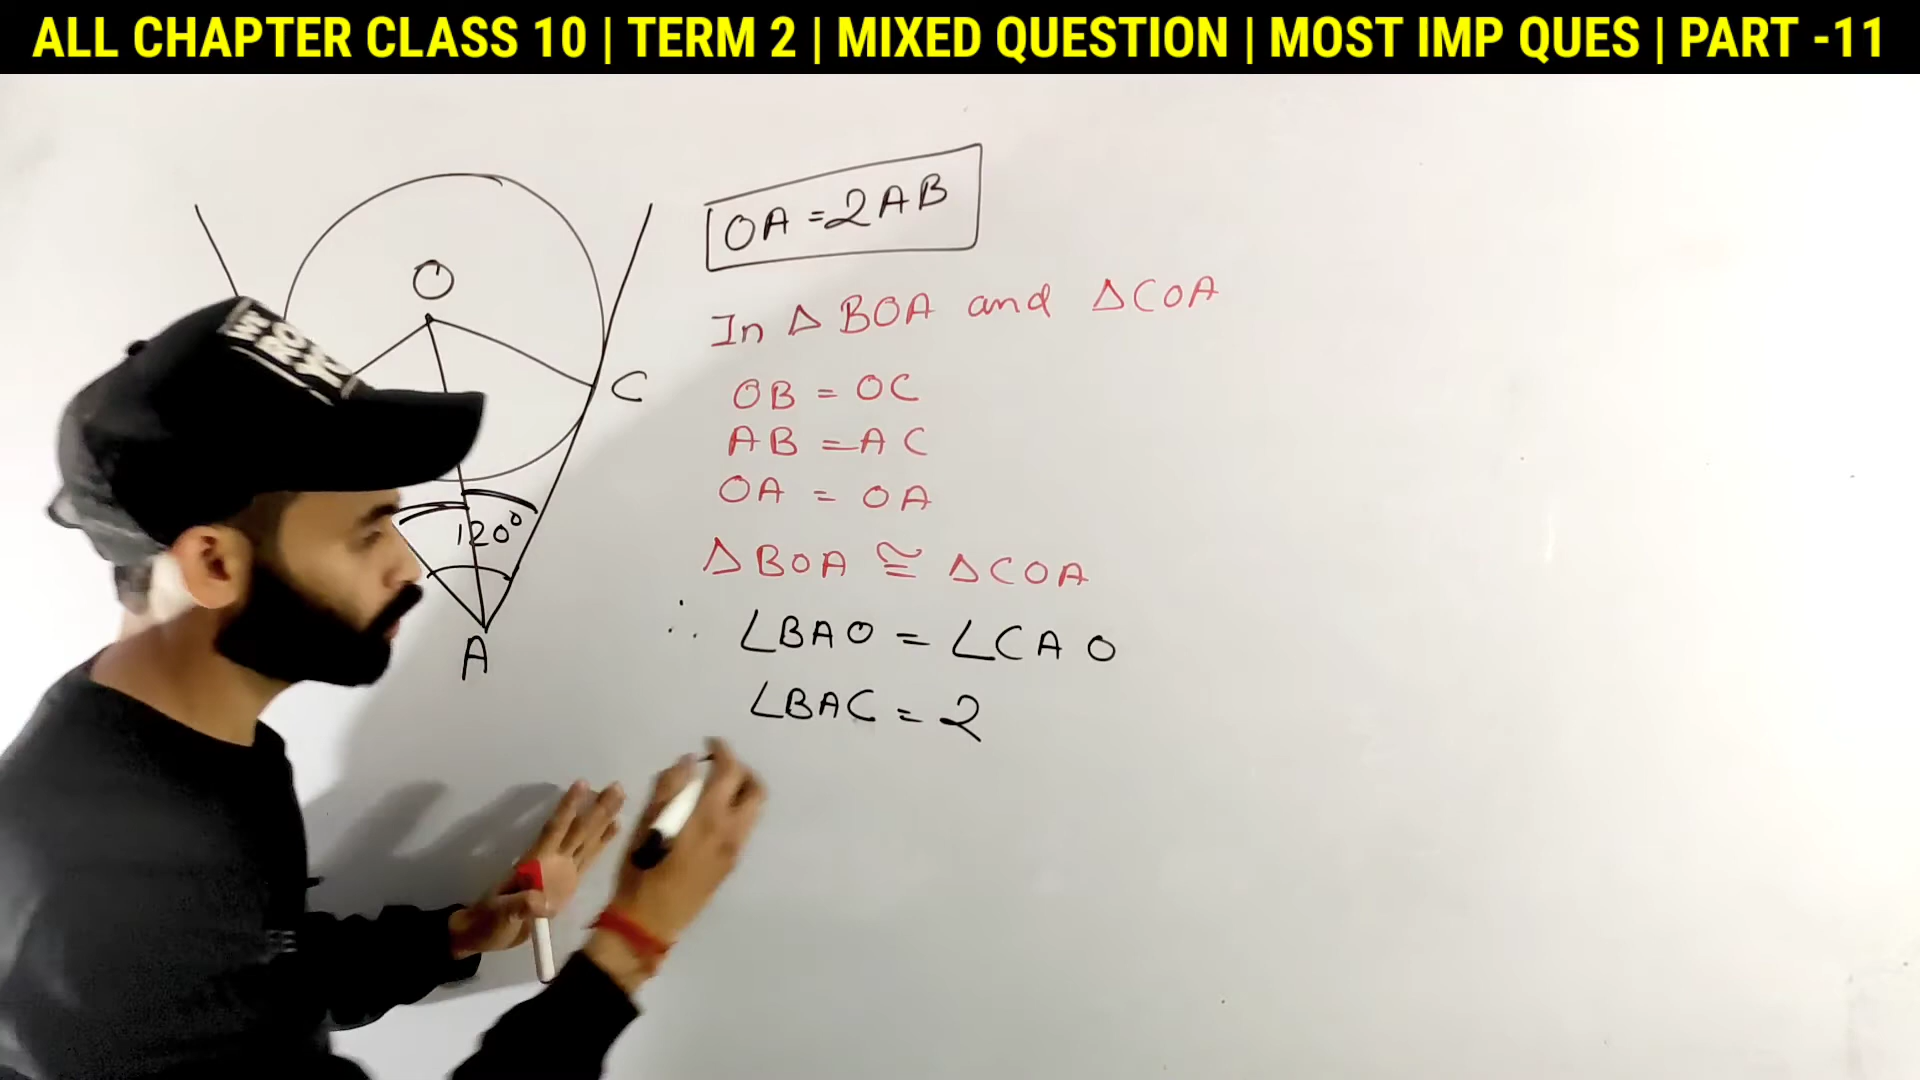 ALL CHAPTER CLASS 10 | TERM 2 | MIXED QUESTION | MOST IMP QUES | PART -11
OA = 2AB
In △ BOA and △COA
O
OB = OC
C
AB = AC
OA = OA
120°
△BOA ≅ △COA
∴ ∠BAO = ∠CAO
A
∠BAC = 2